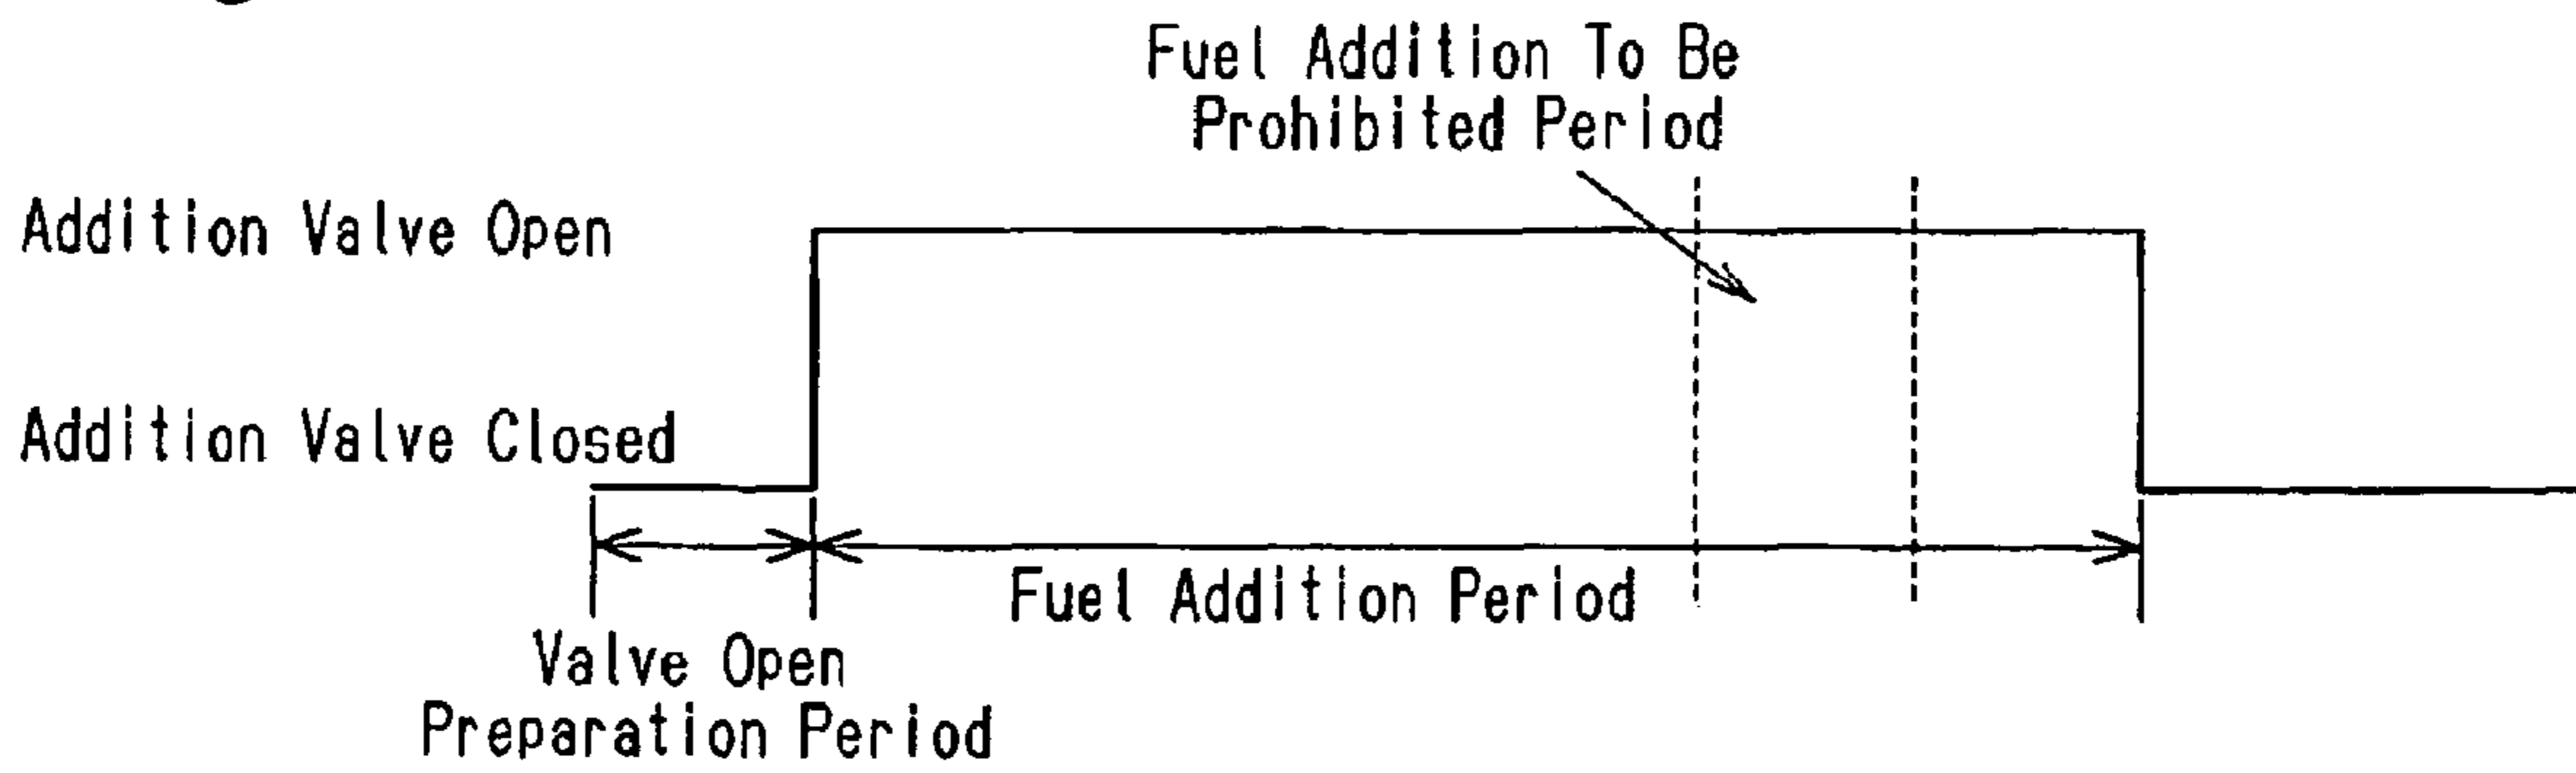 Fuel Addition To Be
Prohibited Period
Addition Valve Open
Addition Valve Closed
Fuel Addition Period
Valve Open
Preparation Period